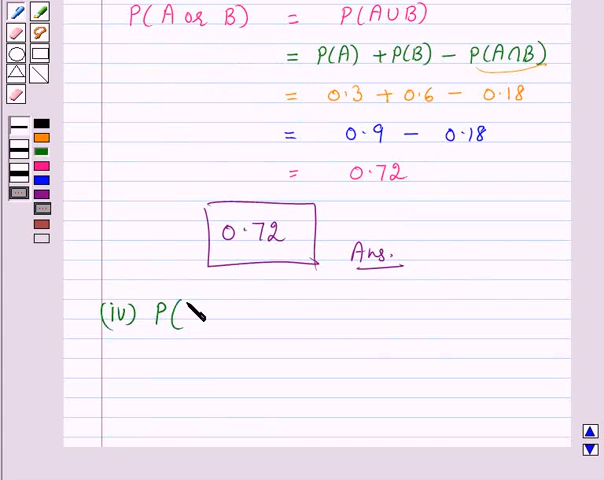 P(A or B) = P(A∪B)
= P(A) + P(B) - P(A∩B)
= 0.3 + 0.6 - 0.18
= 0.9 - 0.18
= 0.72
0.72 Ans.
(iv) P(